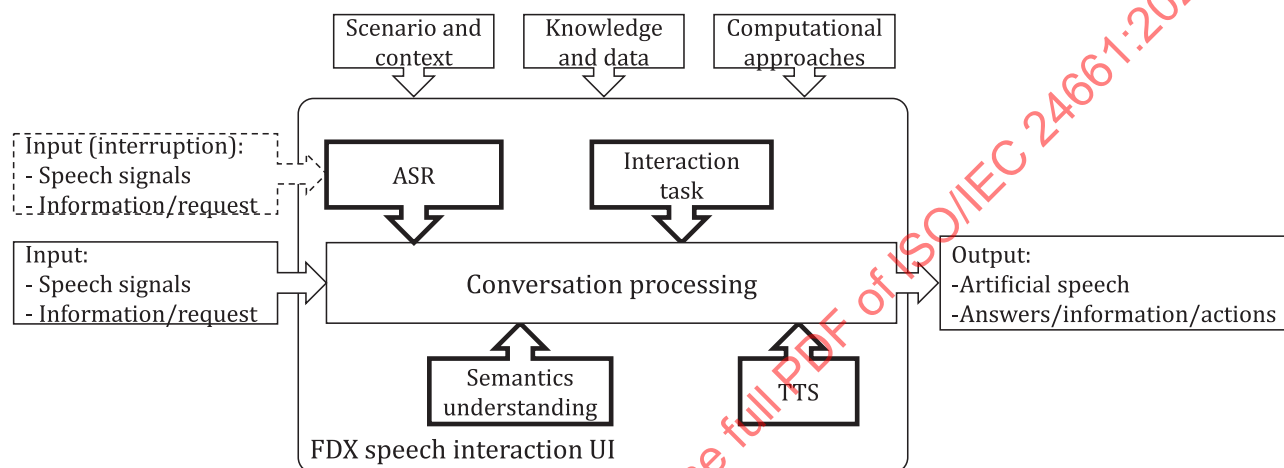 Scenario and
context
Knowledge
and data
Computational
approaches
Input (interruption):
- Speech signals
- Information/request
ASR
Interaction
task
Input:
- Speech signals
- Information/request
Conversation processing
Output:
-Artificial speech
-Answers/information/actions
Semantics
understanding
TTS
FDX speech interaction UI
full PDF of ISO/IEC 24661:202